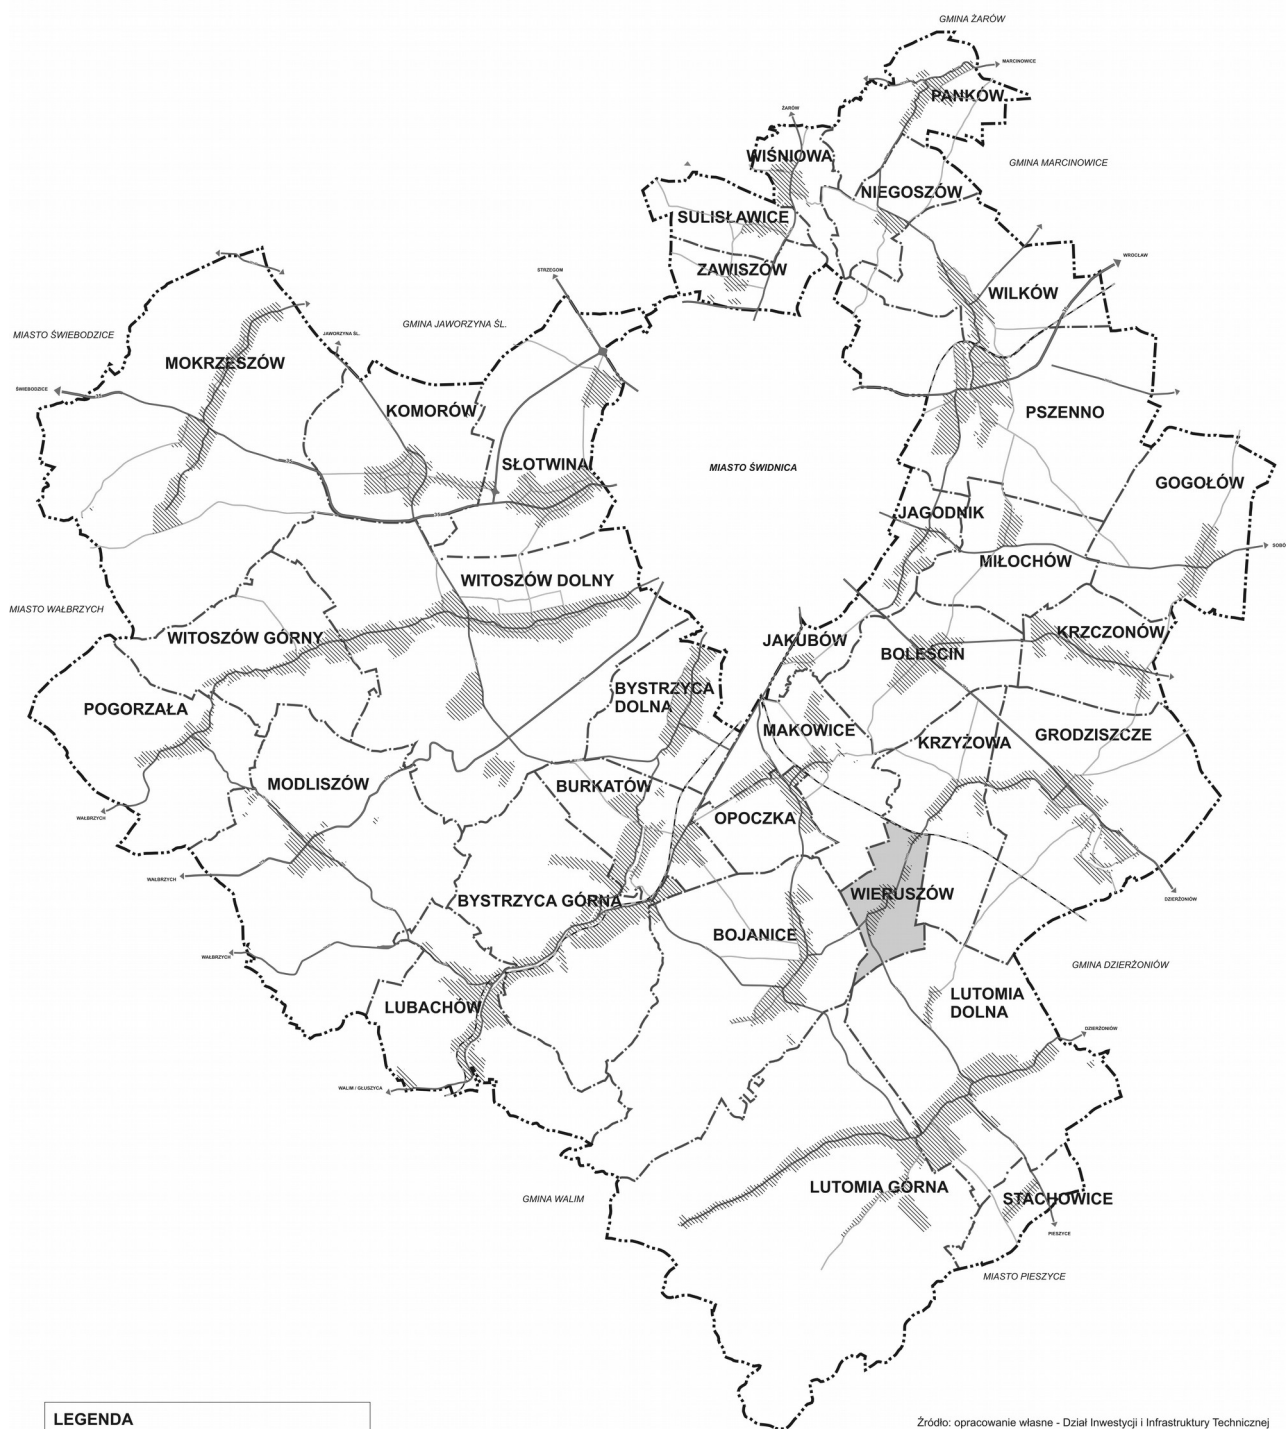 GMINA ŻARÓW
MARCINOWICE
PANKÓW
ŻARÓW
WIŚNIOWA
GMINA MARCINOWICE
NIEGOSZÓW
SULISŁAWICE
WROCŁAW
ZAWISZÓW
STRZEGOM
WILKÓW
GMINA JAWORZYNA ŚL.
MIASTO ŚWIEBODZICE
JAWORZYNA ŚL.
MOKRZESZÓW
ŚWIEBODZICE
KOMORÓW
PSZENNO
SŁOTWINA
MIASTO ŚWIDNICA
GOGOŁÓW
JAGODNIK
SOBÓ
MIŁOCHÓW
WITOSZÓW DOLNY
MIASTO WAŁBRZYCH
WITOSZÓW GÓRNY
JAKUBÓW
KRZCZONÓW
BOLEŚCIN
BYSTRZYCA
DOLNA
POGORZAŁA
MAKOWICE
KRZYŻOWA
GRODZISZCZE
MODLISZÓW
BURKATÓW
WAŁBRZYCH
OPOCZKA
WAŁBRZYCH
WIERUSZÓW
DZIERŻONIÓW
BYSTRZYCA GÓRNA
BOJANICE
WAŁBRZYCH
GMINA DZIERŻONIÓW
LUTOMIA
DOLNA
LUBACHÓW
DZIERŻONIÓW
WALIM / GŁUSZYCA
LUTOMIA GÓRNA
GMINA WALIM
STACHOWICE
PIESZYCE
MIASTO PIESZYCE
LEGENDA
Źródło: opracowanie własne - Dział Inwestycji i Infrastruktury Technicznej